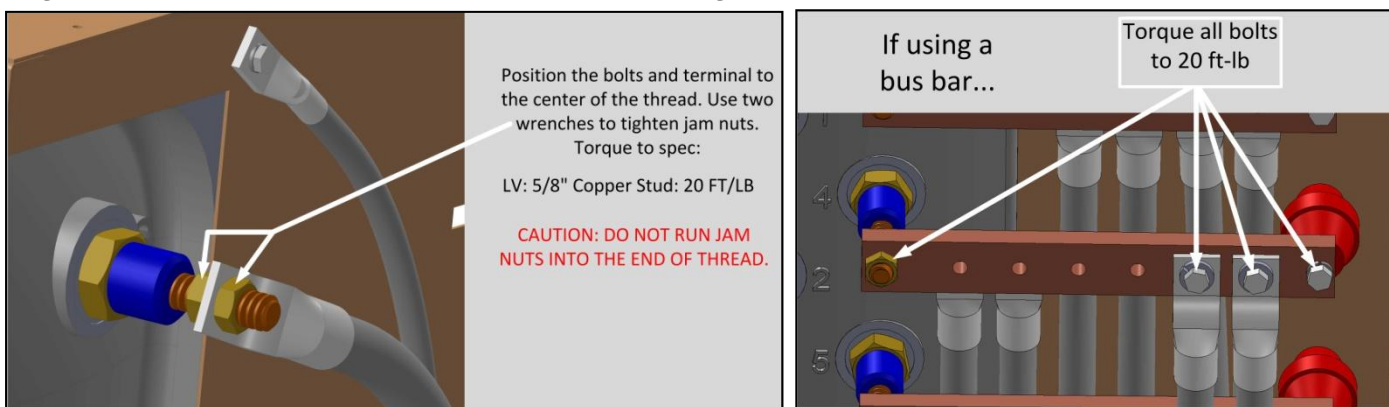 Position the bolts and terminal to
the center of the thread. Use two
wrenches to tighten jam nuts.
Torque to spec:
LV: 5/8" Copper Stud: 20 FT/LB
CAUTION: DO NOT RUN JAM
NUTS INTO THE END OF THREAD.
If using a
bus bar...
Torque all bolts
to 20 ft-lb
4
2
5